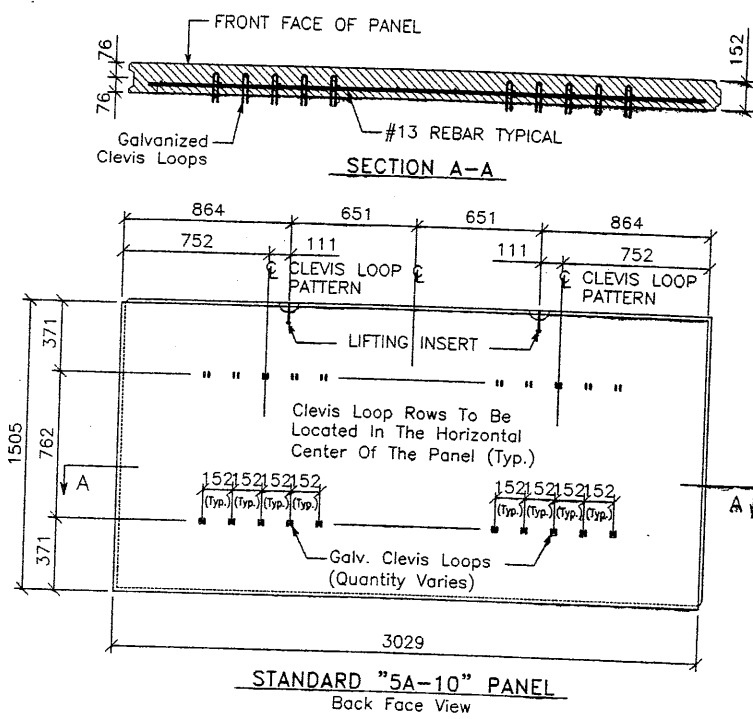 FRONT FACE OF PANEL
76
76
152
Galvanized
Clevis Loops
#13 REBAR TYPICAL
SECTION A-A
864
651
651
864
752
111
111
752
℄ CLEVIS LOOP
PATTERN
℄
℄ CLEVIS LOOP
PATTERN
LIFTING INSERT
371
762
371
1505
Clevis Loop Rows To Be
Located In The Horizontal
Center Of The Panel (Typ.)
A
A
152 152 152 152
(Typ.) (Typ.) (Typ.) (Typ.)
152 152 152 152
(Typ.) (Typ.) (Typ.) (Typ.)
Galv. Clevis Loops
(Quantity Varies)
3029
STANDARD "5A-10" PANEL
Back Face View